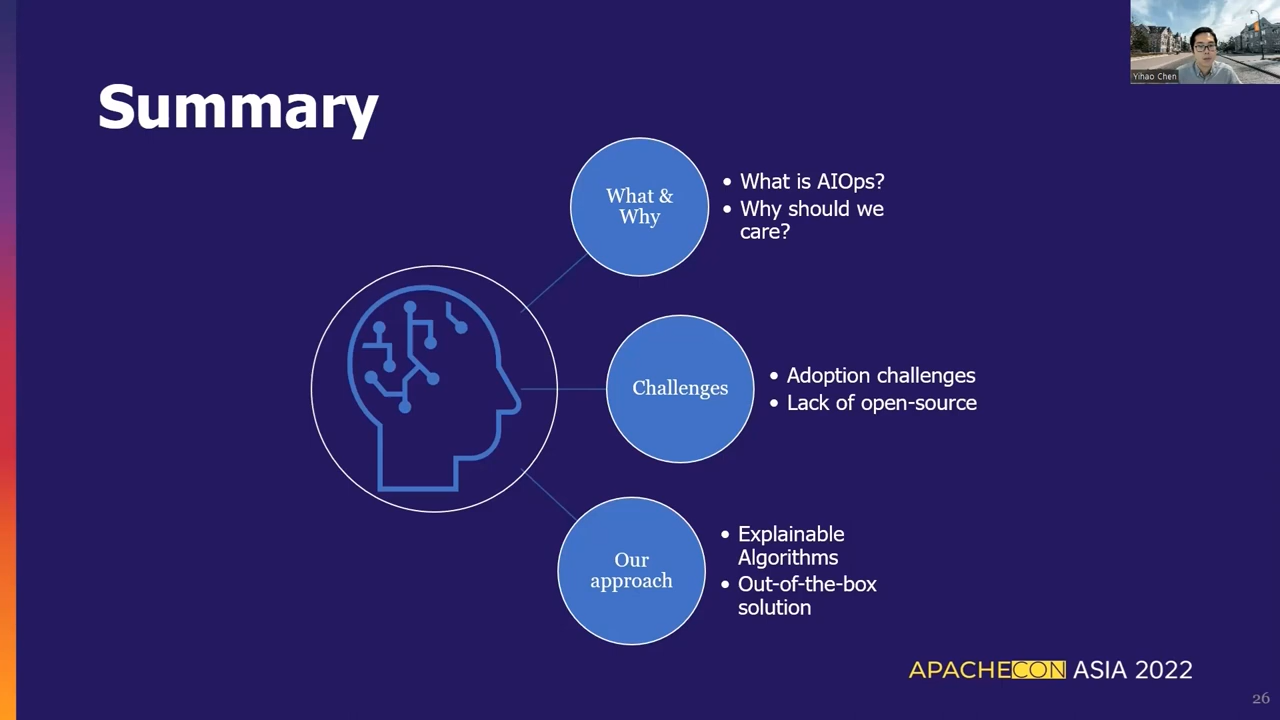 Yihao Chen
Summary
What &
Why
• What is AIOps?
• Why should we
care?
Challenges
• Adoption challenges
• Lack of open-source
Our
approach
• Explainable
Algorithms
• Out-of-the-box
solution
APACHECON ASIA 2022
26